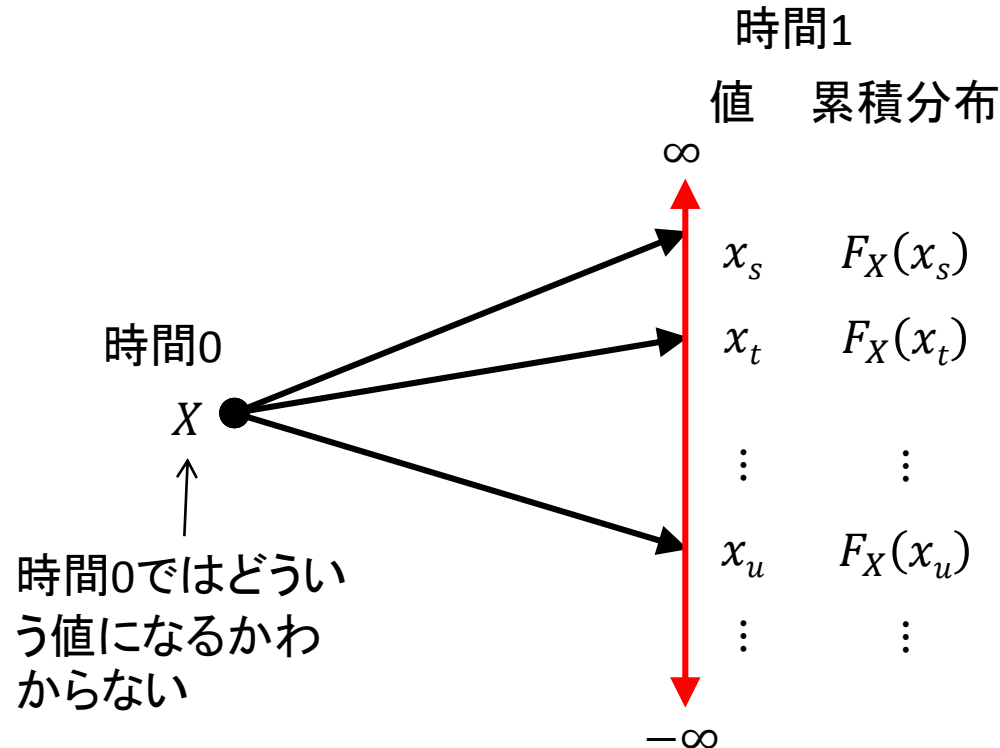 時間1
値 累積分布
∞
x_s F_X(x_s)
時間0
x_t F_X(x_t)
X
⋮ ⋮
x_u F_X(x_u)
時間0ではどうい
う値になるかわ
からない
⋮ ⋮
−∞